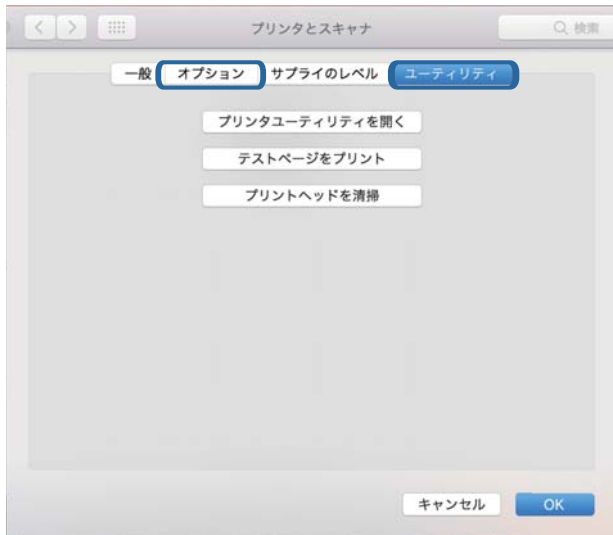 プリンタとスキャナ 検索
一般 オプション サプライのレベル ユーティリティ
プリンタユーティリティを開く
テストページをプリント
プリントヘッドを清掃
キャンセル OK